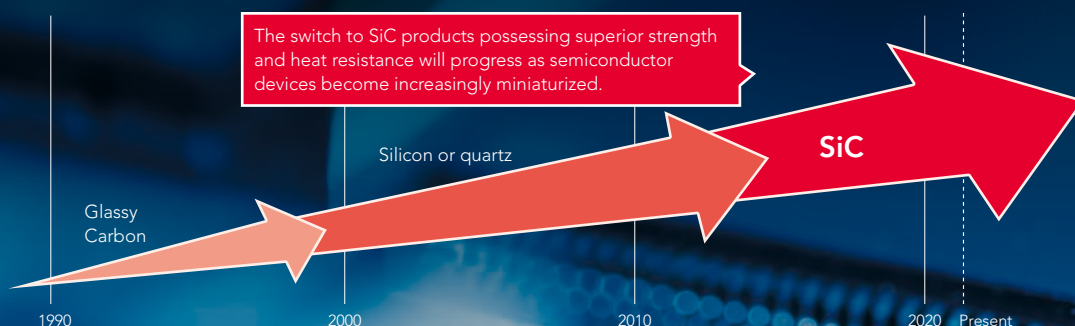 The switch to SiC products possessing superior strength
and heat resistance will progress as semiconductor
devices become increasingly miniaturized.
SiC
Silicon or quartz
Glassy
Carbon
1990
2000
2010
2020
Present